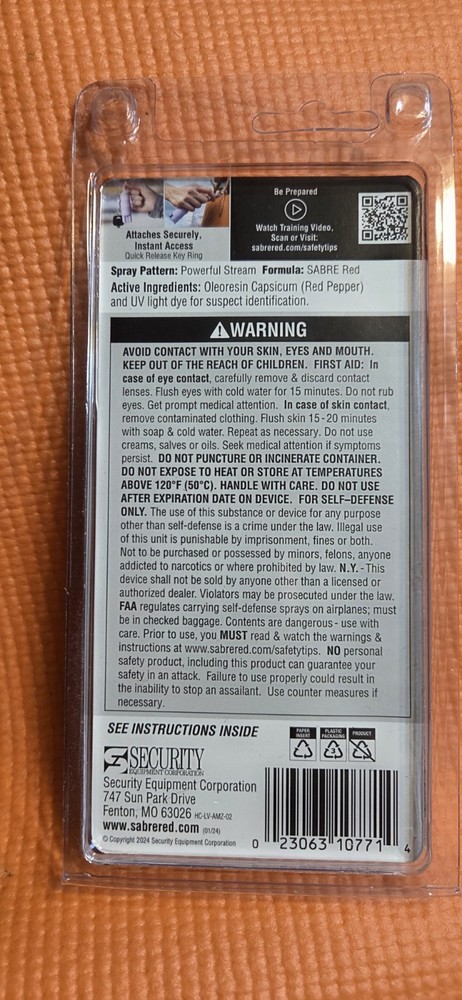 Be Prepared
Attaches Securely,
Instant Access
Quick Release Key Ring
Watch Training Video,
Scan or Visit:
sabrered.com/safetytips
Spray Pattern: Powerful Stream Formula: SABRE Red
Active Ingredients: Oleoresin Capsicum (Red Pepper)
and UV light dye for suspect identification.
WARNING
AVOID CONTACT WITH YOUR SKIN, EYES AND MOUTH.
KEEP OUT OF THE REACH OF CHILDREN. FIRST AID: In
case of eye contact, carefully remove & discard contact
lenses. Flush eyes with cold water for 15 minutes. Do not rub
eyes. Get prompt medical attention. In case of skin contact,
remove contaminated clothing. Flush skin 15-20 minutes
with soap & cold water. Repeat as necessary. Do not use
creams, salves or oils. Seek medical attention if symptoms
persist. DO NOT PUNCTURE OR INCINERATE CONTAINER.
DO NOT EXPOSE TO HEAT OR STORE AT TEMPERATURES
ABOVE 120°F (50°C). HANDLE WITH CARE. DO NOT USE
AFTER EXPIRATION DATE ON DEVICE. FOR SELF-DEFENSE
ONLY. The use of this substance or device for any purpose
other than self-defense is a crime under the law. Illegal use
of this unit is punishable by imprisonment, fines or both.
Not to be purchased or possessed by minors, felons, anyone
addicted to narcotics or where prohibited by law. N.Y. - This
device shall not be sold by anyone other than a licensed or
authorized dealer. Violators may be prosecuted under the law.
FAA regulates carrying self-defense sprays on airplanes; must
be in checked baggage. Contents are dangerous - use with
care. Prior to use, you MUST read & watch the warnings &
instructions at www.sabrered.com/safetytips. NO personal
safety product, including this product can guarantee your
safety in an attack. Failure to use properly could result in
the inability to stop an assailant. Use counter measures if
necessary.
SEE INSTRUCTIONS INSIDE
PAPER INSERT
PLASTIC PACKAGING
PRODUCT
SECURITY
EQUIPMENT CORPORATION
Security Equipment Corporation
747 Sun Park Drive
Fenton, MO 63026 HC-LV-AMZ-02
www.sabrered.com (01/24)
© Copyright 2024 Security Equipment Corporation
0 23063 10771 4